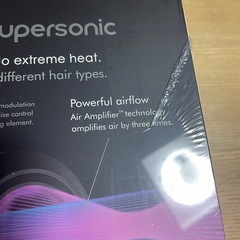 upersonic
o extreme heat.
different hair types.
Powerful airflow
modulation
Air Amplifier™ technology
ise control
amplifies air by three times.
g element.